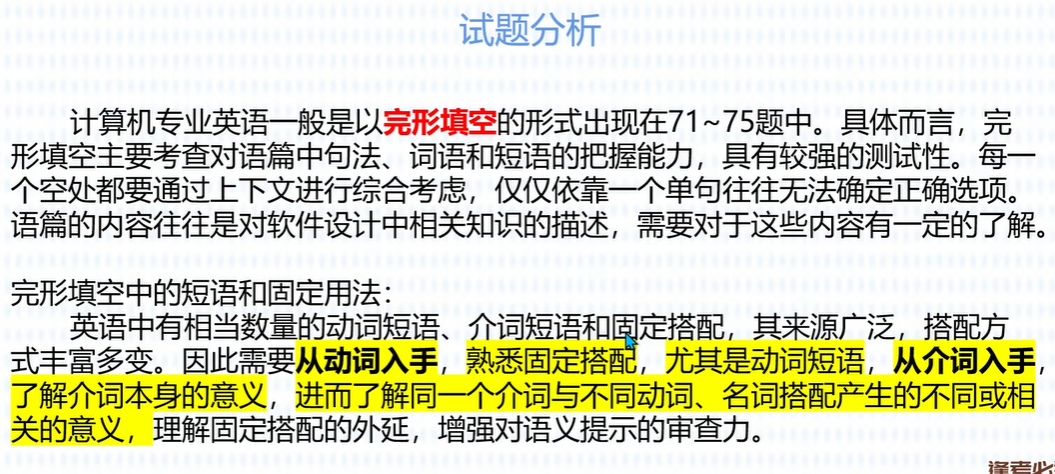 试题分析
计算机专业英语一般是以完形填空的形式出现在71~75题中。具体而言，完
形填空主要考查对语篇中句法、词语和短语的把握能力，具有较强的测试性。每一
个空处都要通过上下文进行综合考虑，仅仅依靠一个单句往往无法确定正确选项。
语篇的内容往往是对软件设计中相关知识的描述，需要对于这些内容有一定的了解。
完形填空中的短语和固定用法：
英语中有相当数量的动词短语、介词短语和固定搭配，其来源广泛，搭配方
式丰富多变。因此需要从动词入手，熟悉固定搭配，尤其是动词短语，从介词入手，
了解介词本身的意义，进而了解同一个介词与不同动词、名词搭配产生的不同或相
关的意义，理解固定搭配的外延，增强对语义提示的审查力。